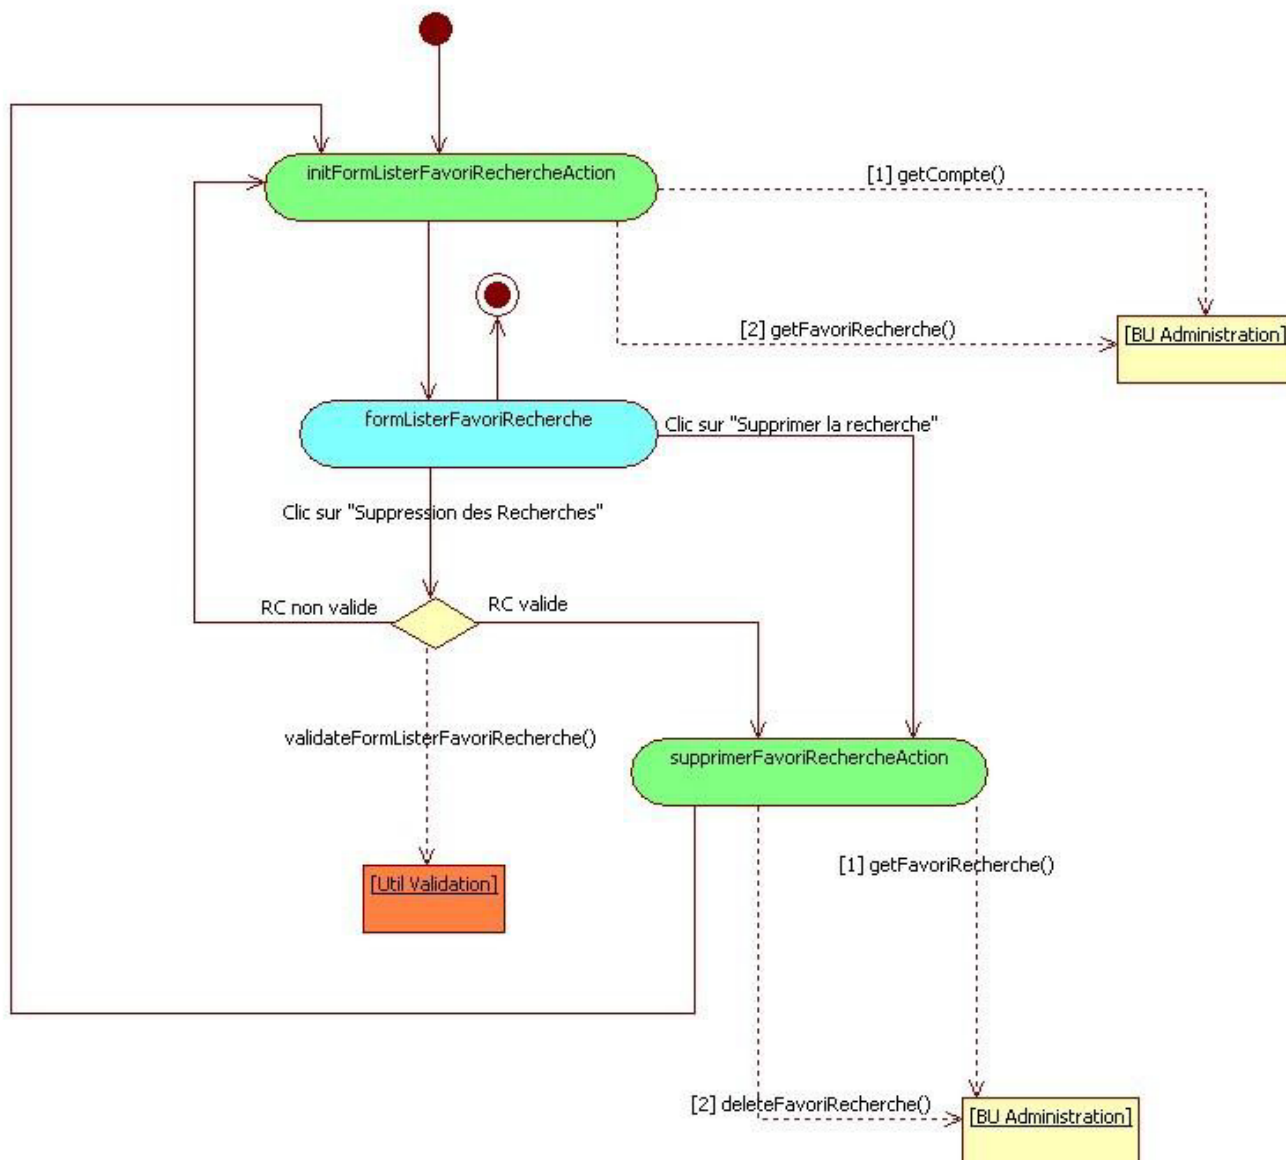 initFormListerFavoriRechercheAction
[1] getCompte()
[2] getFavoriRecherche()
[BU Administration]
formListerFavoriRecherche
Clic sur "Supprimer la recherche"
Clic sur "Suppression des Recherches"
RC non valide
RC valide
validateFormListerFavoriRecherche()
supprimerFavoriRechercheAction
[Util Validation]
[1] getFavoriRecherche()
[2] deleteFavoriRecherche()
[BU Administration]